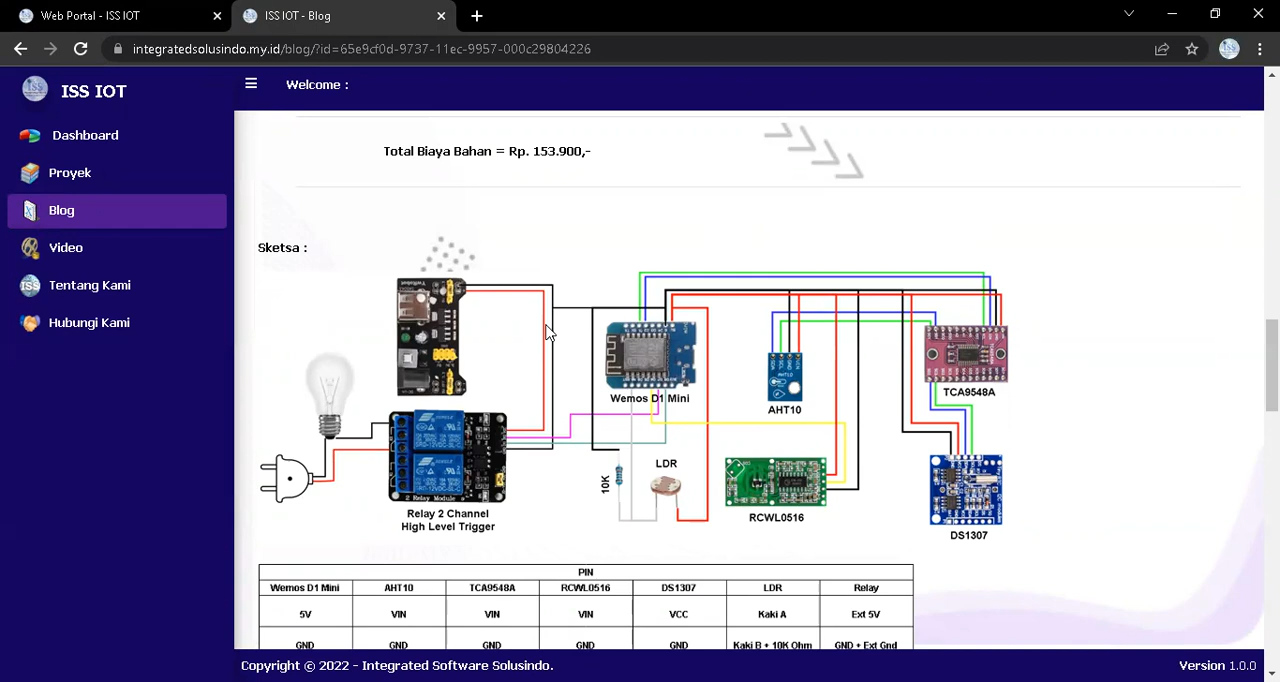 Web Portal - ISS IOT
ISS IOT - Blog
integratedsolusindo.my.id/blog/?id=65e9cf0d-9737-11ec-9957-000c29804226
ISS IOT
Welcome :
Dashboard
Proyek
Blog
Video
Tentang Kami
Hubungi Kami
Total Biaya Bahan = Rp. 153.900,-
Sketsa :
Wemos D1 Mini
AHT10
TCA9548A
10K
LDR
Relay 2 Channel
High Level Trigger
RCWL0516
DS1307
PIN
Wemos D1 Mini AHT10 TCA9548A RCWL0516 DS1307 LDR Relay
5V VIN VIN VIN VCC Kaki A Ext 5V
GND GND GND GND GND Kaki B + 10K Ohm GND + Ext Gnd
Copyright © 2022 - Integrated Software Solusindo.
Version 1.0.0